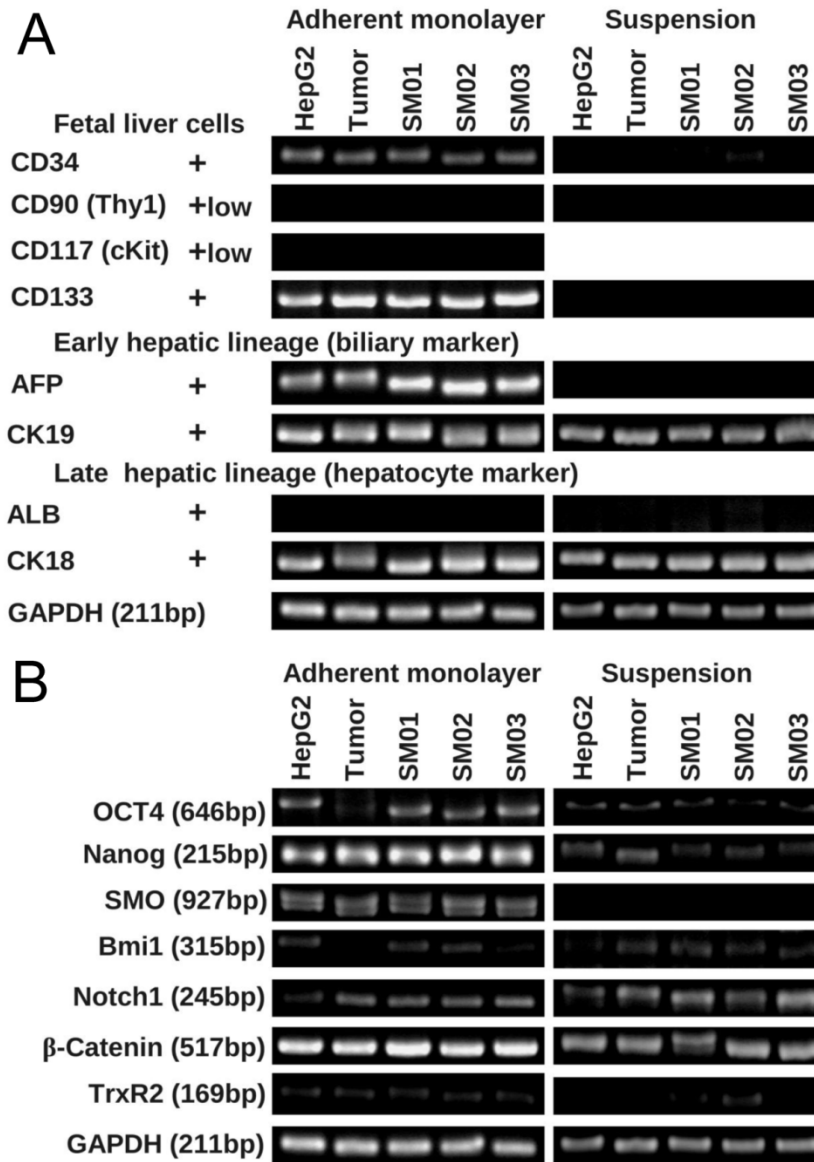 A
Adherent monolayer Suspension
HepG2 Tumor SM01 SM02 SM03 HepG2 Tumor SM01 SM02 SM03
Fetal liver cells
CD34 +
CD90 (Thy1) +low
CD117 (cKit) +low
CD133 +
Early hepatic lineage (biliary marker)
AFP +
CK19 +
Late hepatic lineage (hepatocyte marker)
ALB +
CK18 +
GAPDH (211bp)
B
Adherent monolayer Suspension
HepG2 Tumor SM01 SM02 SM03 HepG2 Tumor SM01 SM02 SM03
OCT4 (646bp)
Nanog (215bp)
SMO (927bp)
Bmi1 (315bp)
Notch1 (245bp)
β-Catenin (517bp)
TrxR2 (169bp)
GAPDH (211bp)